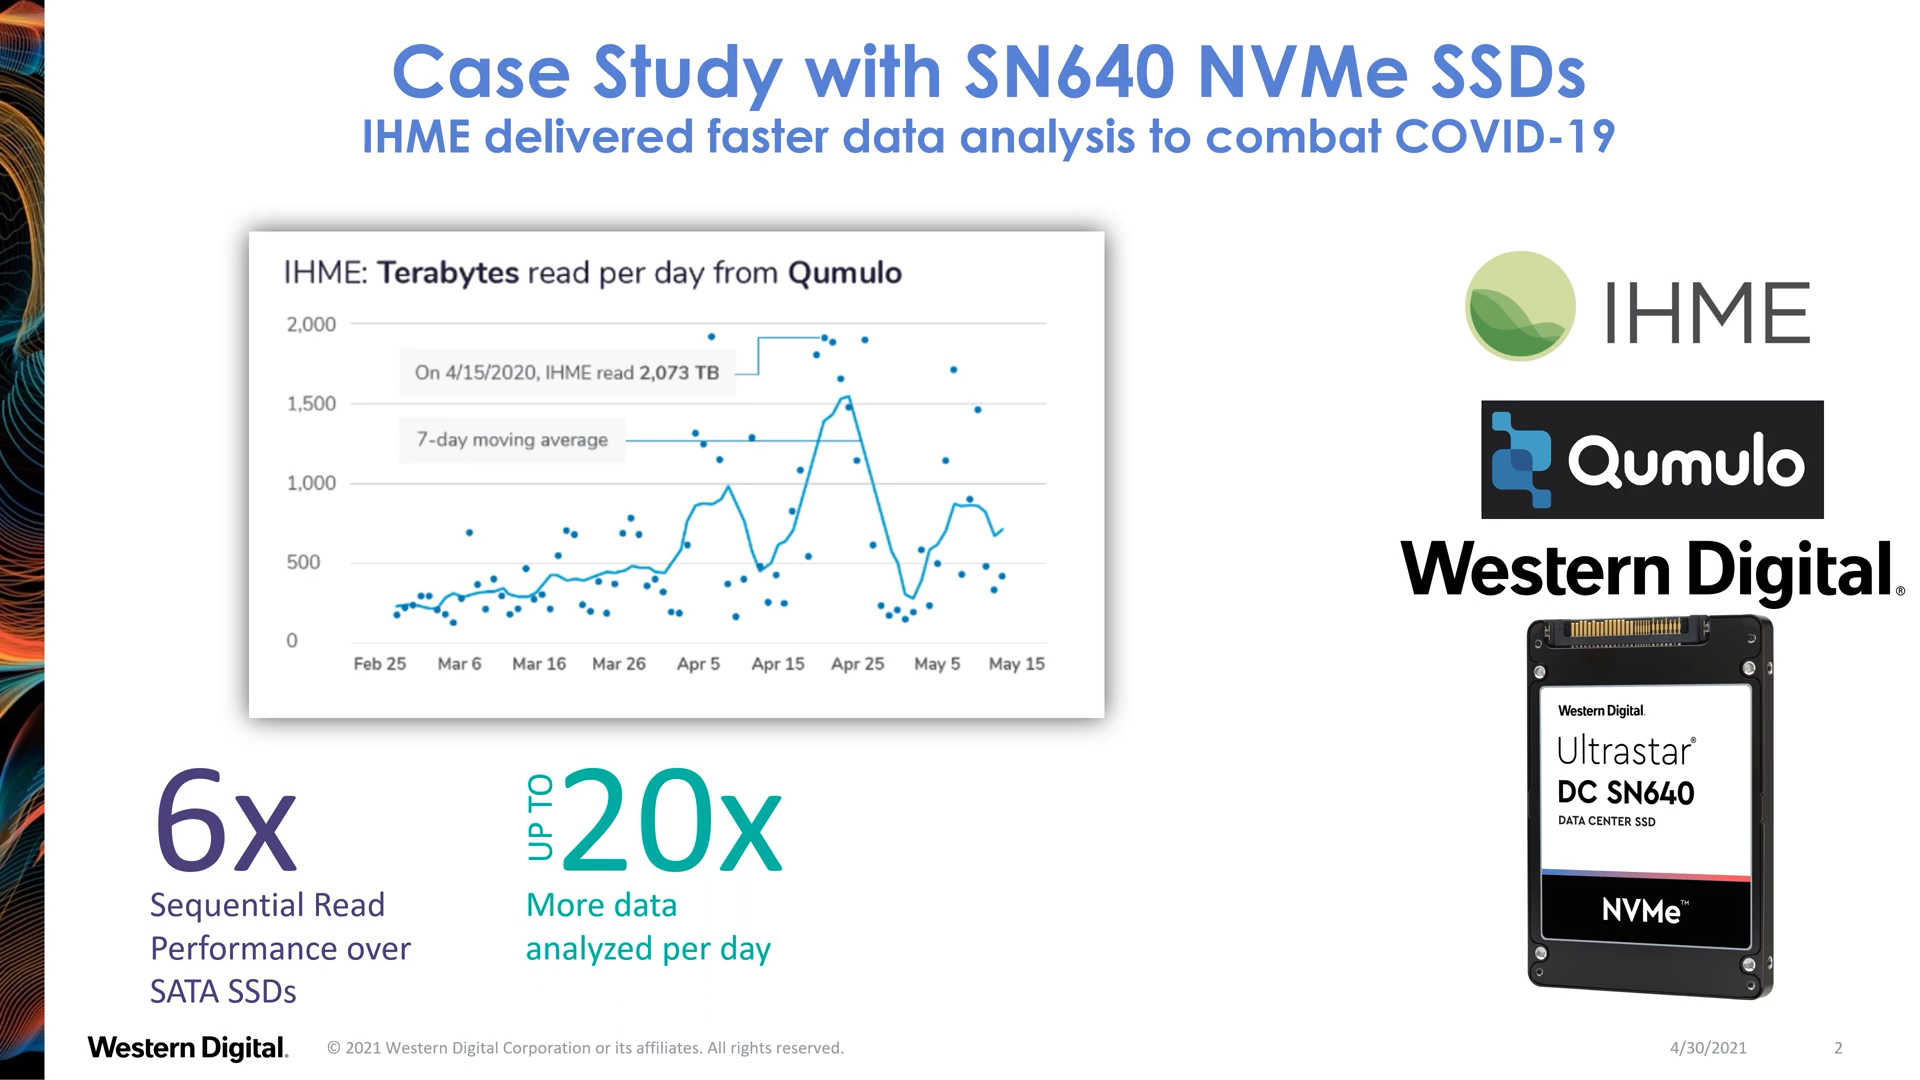 Case Study with SN640 NVMe SSDs
IHME delivered faster data analysis to combat COVID-19
IHME: Terabytes read per day from Qumulo
2,000
On 4/15/2020, IHME read 2,073 TB
1,500
7-day moving average
1,000
500
0
Feb 25 Mar 6 Mar 16 Mar 26 Apr 5 Apr 15 Apr 25 May 5 May 15
IHME
Qumulo
Western Digital®
Western Digital.
Ultrastar®
DC SN640
DATA CENTER SSD
NVMe™
6x
Sequential Read
Performance over
SATA SSDs
UP TO
20x
More data
analyzed per day
Western Digital.
© 2021 Western Digital Corporation or its affiliates. All rights reserved.
4/30/2021
2